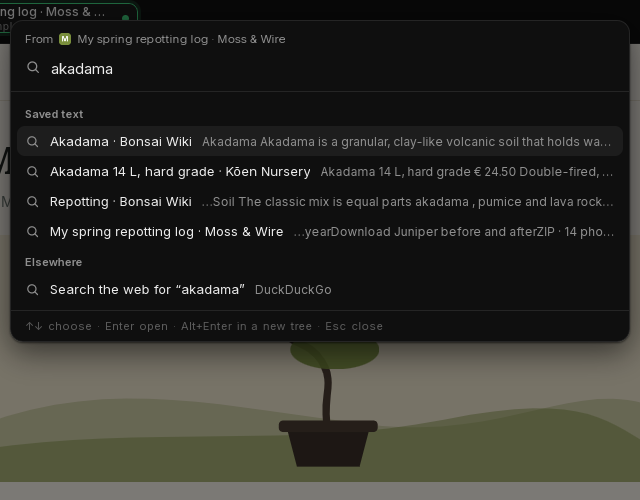 ng log · Moss & ...
From M My spring repotting log · Moss & Wire
akadama
Saved text
Akadama · Bonsai Wiki Akadama Akadama is a granular, clay-like volcanic soil that holds wa...
Akadama 14 L, hard grade · Kōen Nursery Akadama 14 L, hard grade € 24.50 Double-fired, ...
Repotting · Bonsai Wiki ...Soil The classic mix is equal parts akadama , pumice and lava rock...
My spring repotting log · Moss & Wire ...yearDownload Juniper before and afterZIP · 14 pho...
Elsewhere
Search the web for “akadama” DuckDuckGo
↑↓ choose · Enter open · Alt+Enter in a new tree · Esc close